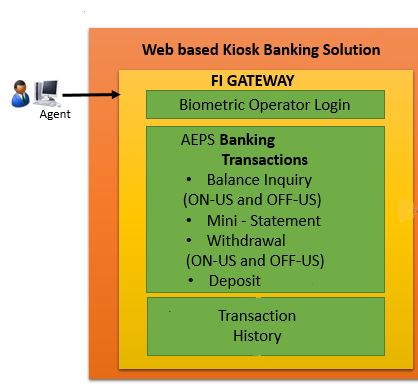 Web based Kiosk Banking Solution
FI GATEWAY
Agent
Biometric Operator Login
AEPS Banking
Transactions
• Balance Inquiry
(ON-US and OFF-US)
• Mini - Statement
• Withdrawal
(ON-US and OFF-US)
• Deposit
Transaction
History